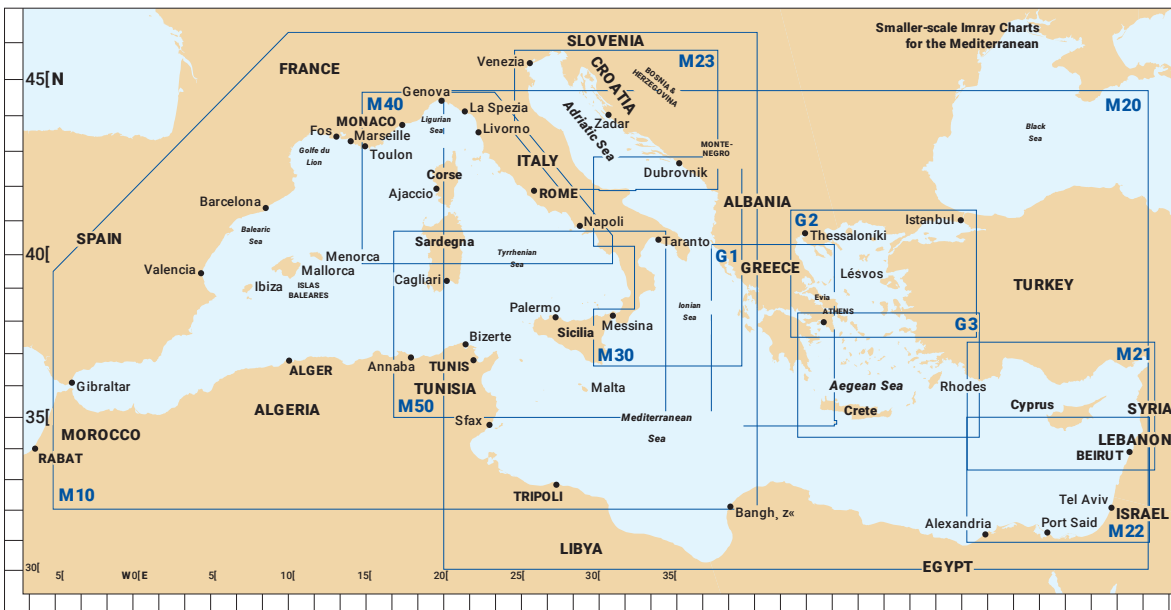 Smaller-scale Imray Charts
for the Mediterranean
SLOVENIA
FRANCE
Venezia
M23
CROATIA
BOSNIA &
HERZEGOVINA
45[N
Genova
M40
La Spezia
M20
MONACO
Ligurian
Sea
Zadar
Adriatic Sea
Black
Sea
Fos
Marseille
Livorno
Golfe du
Lion
Toulon
ITALY
MONTE-
NEGRO
Corse
Dubrovnik
Ajaccio
ROME
Barcelona
ALBANIA
Balearic
Sea
Napoli
G2
Istanbul
Thessaloníki
SPAIN
Sardegna
Taranto
40[
Menorca
Tyrrhenian
Sea
G1
Valencia
Mallorca
GREECE
Lésvos
Ibiza
ISLAS
BALEARES
Cagliari
TURKEY
Palermo
Ionian
Sea
Evia
ATHENS
Messina
Sicilia
G3
Bizerte
M30
M21
ALGER
Annaba
TUNIS
Gibraltar
TUNISIA
Malta
Aegean Sea
Rhodes
M50
Crete
Cyprus
SYRIA
ALGERIA
35[
Sfax
Mediterranean
Sea
MOROCCO
LEBANON
RABAT
BEIRUT
M10
TRIPOLI
Tel Aviv
Bangh¸ z«
ISRAEL
Alexandria
Port Said
M22
LIBYA
EGYPT
30[
5[
W0[E
5[
10[
15[
20[
25[
30[
35[